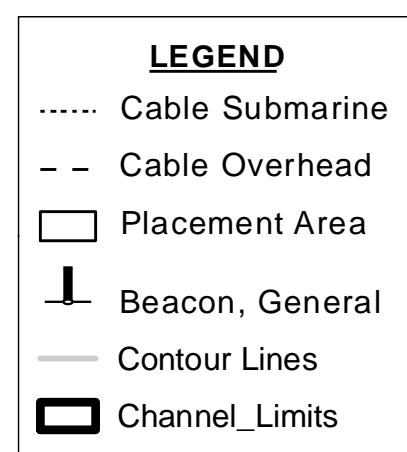 LEGEND
Cable Submarine
Cable Overhead
Placement Area
Beacon, General
Contour Lines
Channel_Limits